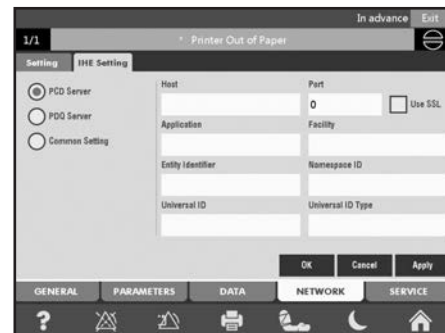 In advance Exit
1/1 * Printer Out of Paper
Setting IHE Setting
PCD Server
PDQ Server
Common Setting
Host Port
0 Use SSL
Application Facility
Entity Identifier Namespace ID
Universal ID Universal ID Type
OK Cancel Apply
GENERAL PARAMETERS DATA NETWORK SERVICE
?